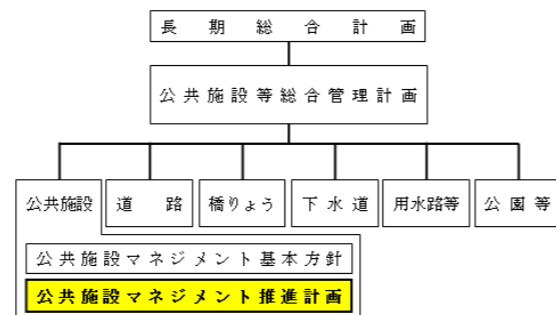 長期総合計画
公共施設等総合管理計画
公共施設
道路
橋りょう
下水道
用水路等
公園等
公共施設マネジメント基本方針
公共施設マネジメント推進計画